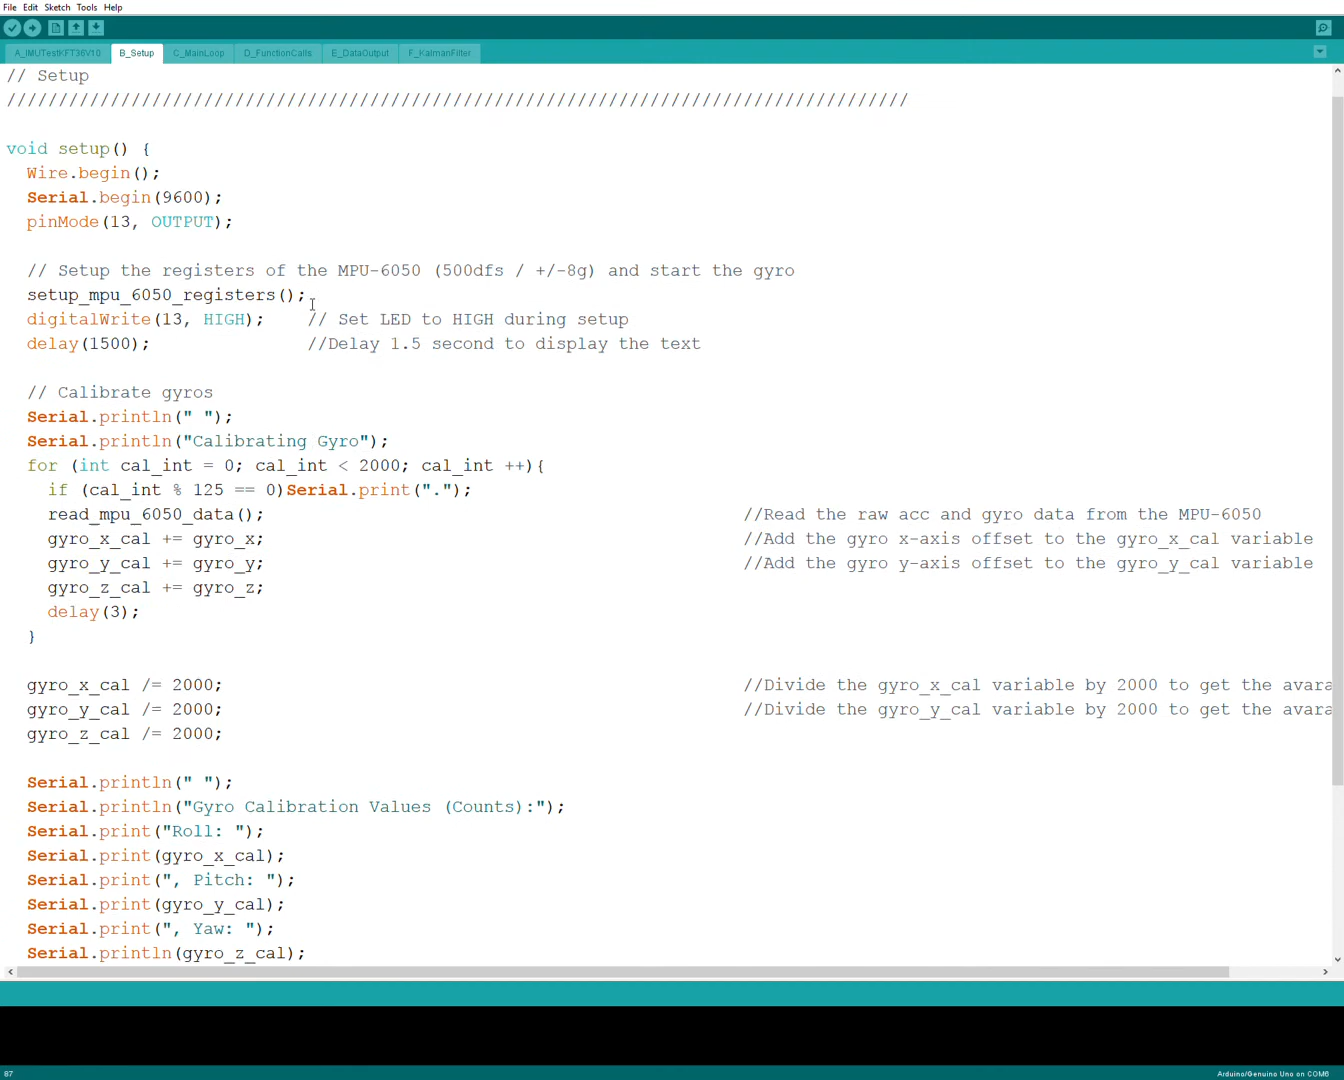 File Edit Sketch Tools Help
A_IMUTestKFT36V10 B_Setup C_MainLoop D_FunctionCalls E_DataOutput F_KalmanFilter
// Setup
///////////////////////////////////////////////////////////////////////////////////////
void setup() {
Wire.begin();
Serial.begin(9600);
pinMode(13, OUTPUT);
// Setup the registers of the MPU-6050 (500dfs / +/-8g) and start the gyro
setup_mpu_6050_registers();
digitalWrite(13, HIGH);    // Set LED to HIGH during setup
delay(1500);               //Delay 1.5 second to display the text
// Calibrate gyros
Serial.println(" ");
Serial.println("Calibrating Gyro");
for (int cal_int = 0; cal_int < 2000; cal_int ++){
if (cal_int % 125 == 0)Serial.print(".");
read_mpu_6050_data();                                              //Read the raw acc and gyro data from the MPU-6050
gyro_x_cal += gyro_x;                                              //Add the gyro x-axis offset to the gyro_x_cal variable
gyro_y_cal += gyro_y;                                              //Add the gyro y-axis offset to the gyro_y_cal variable
gyro_z_cal += gyro_z;
delay(3);
}
gyro_x_cal /= 2000;                                                  //Divide the gyro_x_cal variable by 2000 to get the avara
gyro_y_cal /= 2000;                                                  //Divide the gyro_y_cal variable by 2000 to get the avara
gyro_z_cal /= 2000;
Serial.println(" ");
Serial.println("Gyro Calibration Values (Counts):");
Serial.print("Roll: ");
Serial.print(gyro_x_cal);
Serial.print(", Pitch: ");
Serial.print(gyro_y_cal);
Serial.print(", Yaw: ");
Serial.println(gyro_z_cal);
87 Arduino/Genuino Uno on COM6